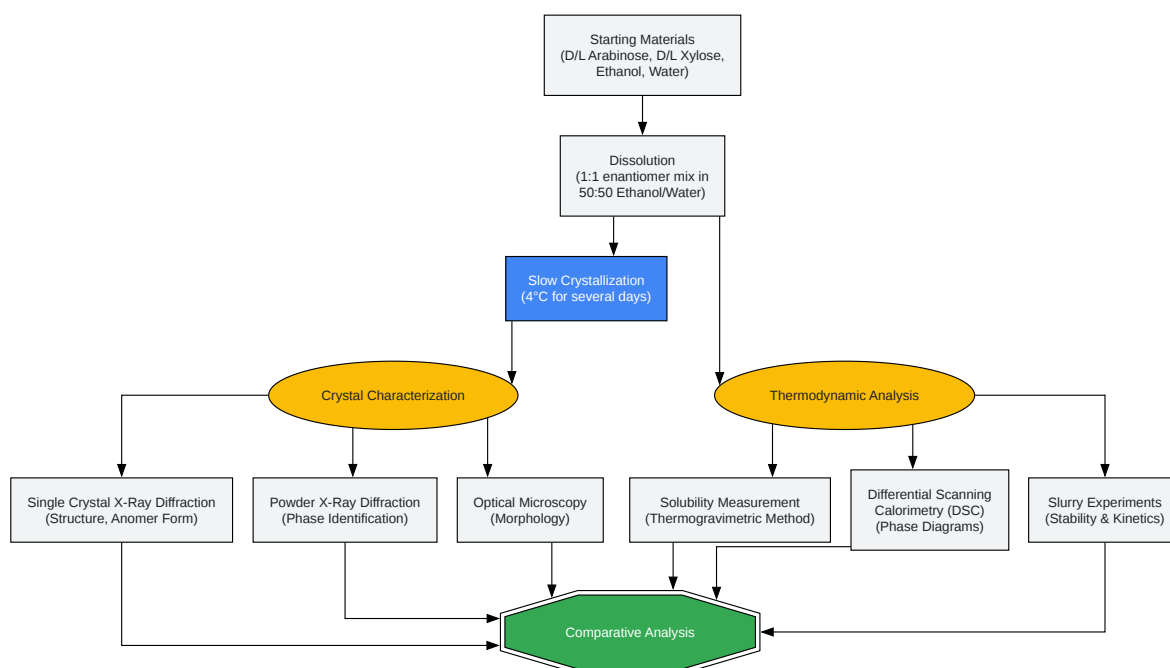 Starting Materials
(D/L Arabinose, D/L Xylose,
Ethanol, Water)
Dissolution
(1:1 enantiomer mix in
50:50 Ethanol/Water)
Slow Crystallization
(4°C for several days)
Crystal Characterization
Thermodynamic Analysis
Single Crystal X-Ray Diffraction
(Structure, Anomer Form)
Powder X-Ray Diffraction
(Phase Identification)
Optical Microscopy
(Morphology)
Solubility Measurement
(Thermogravimetric Method)
Differential Scanning
Calorimetry (DSC)
(Phase Diagrams)
Slurry Experiments
(Stability & Kinetics)
Comparative Analysis